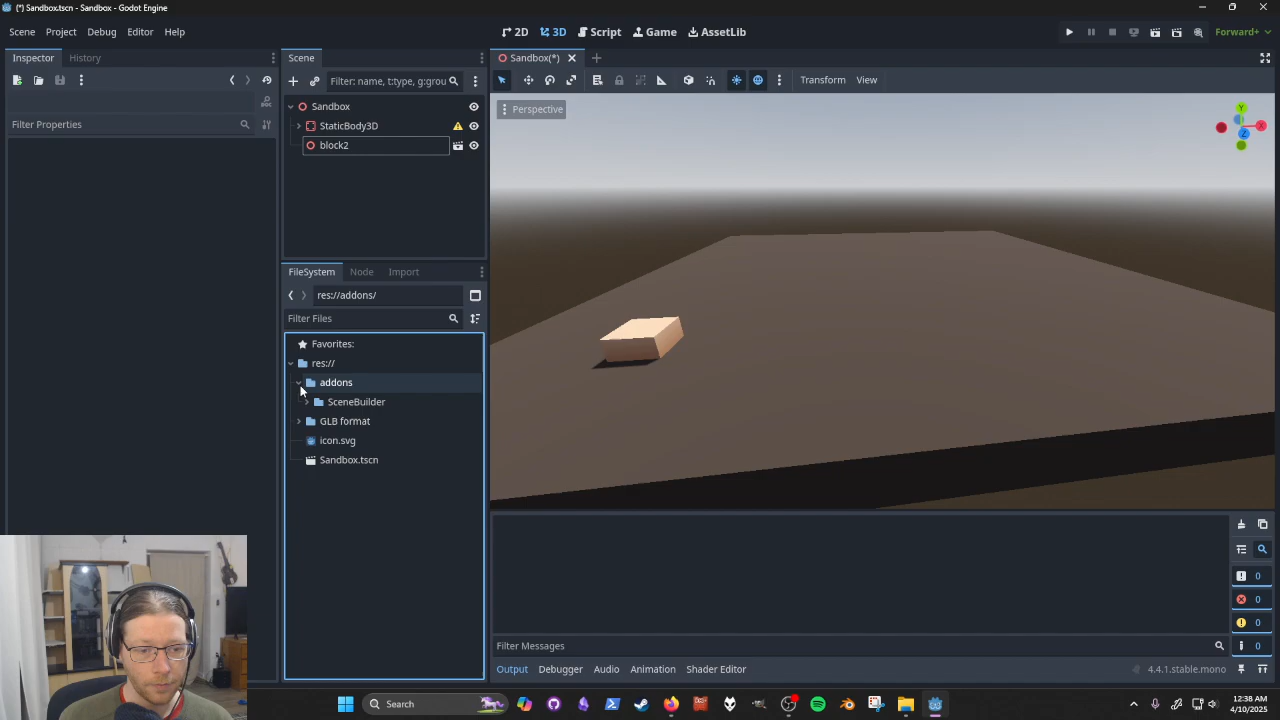 (*) Sandbox.tscn - Sandbox - Godot Engine
Scene Project Debug Editor Help
2D 3D Script Game AssetLib
Forward+
Inspector History
Scene
Sandbox(*)
Filter: name, t:type, g:grou
Transform View
Filter Properties
Sandbox
StaticBody3D
block2
Perspective
Y
X
Z
FileSystem Node Import
res://addons/
Filter Files
Favorites:
res://
addons
SceneBuilder
GLB format
icon.svg
Sandbox.tscn
0
0
0
0
Filter Messages
Output Debugger Audio Animation Shader Editor
4.4.1.stable.mono
Search
12:38 AM
4/10/2025